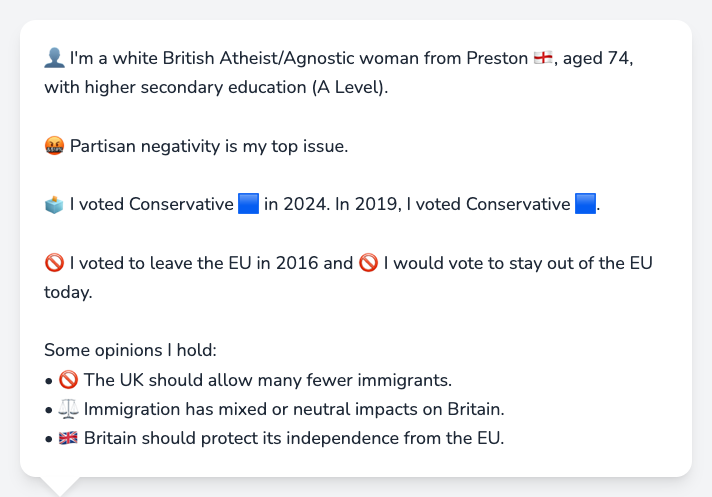 👤 I'm a white British Atheist/Agnostic woman from Preston 🏴󠁧󠁢󠁥󠁮󠁧󠁿, aged 74,
with higher secondary education (A Level).
🤬 Partisan negativity is my top issue.
🗳️ I voted Conservative 🟦 in 2024. In 2019, I voted Conservative 🟦.
🚫 I voted to leave the EU in 2016 and 🚫 I would vote to stay out of the EU
today.
Some opinions I hold:
• 🚫 The UK should allow many fewer immigrants.
• ⚖️ Immigration has mixed or neutral impacts on Britain.
• 🇬🇧 Britain should protect its independence from the EU.